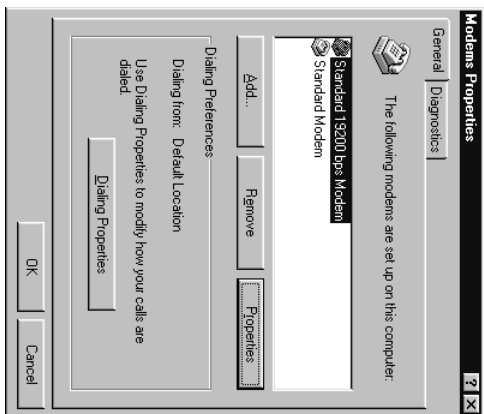 Modems Properties
General
Diagnostics
The following modems are set up on this computer:
Standard 19200 bps Modem
Standard Modem
Add...
Remove
Properties
Dialing Preferences
Dialing from: Default Location
Use Dialing Properties to modify how your calls are
dialed.
Dialing Properties
OK
Cancel